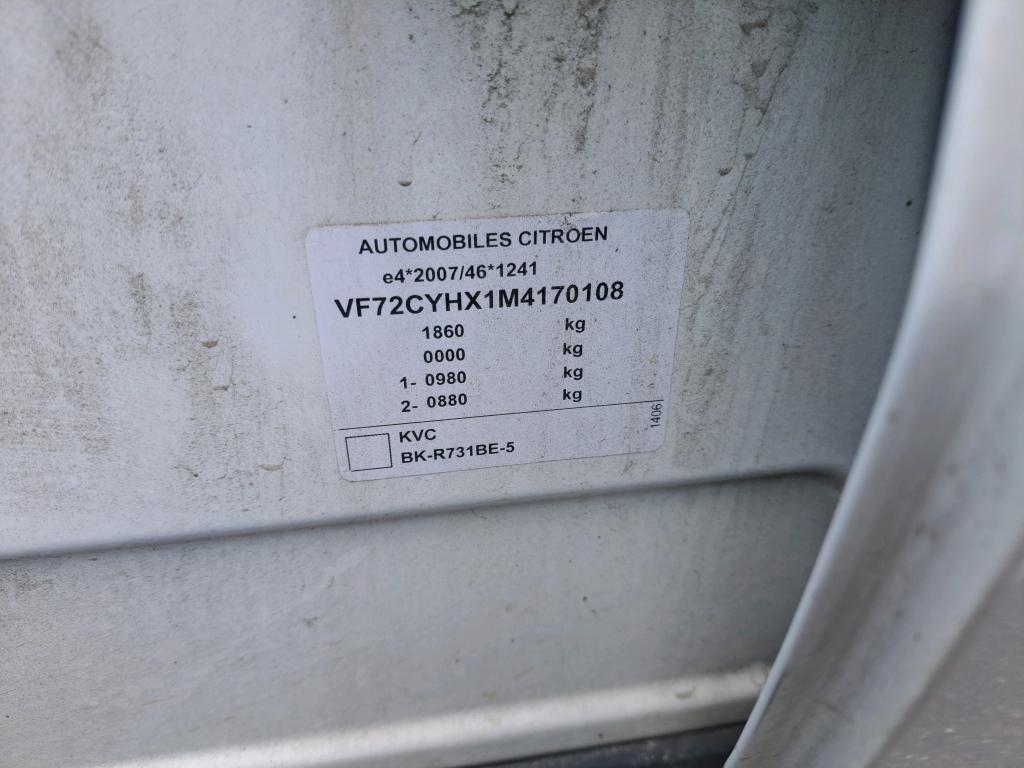 AUTOMOBILES CITROEN
e4*2007/46*1241
VF72CYHX1M4170108
1860 kg
0000 kg
1- 0980 kg
2- 0880 kg
KVC
BK-R731BE-5
1406